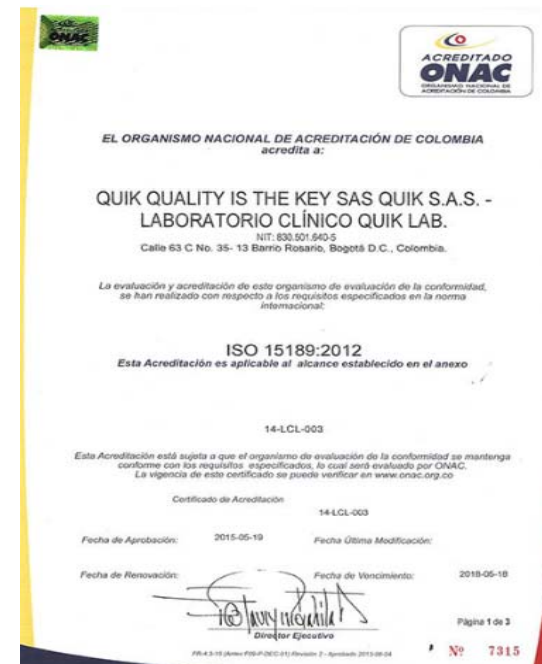 ONAC
ACREDITADO
ONAC
ORGANISMO NACIONAL DE
ACREDITACIÓN DE COLOMBIA
EL ORGANISMO NACIONAL DE ACREDITACIÓN DE COLOMBIA
acredita a:
QUIK QUALITY IS THE KEY SAS QUIK S.A.S. -
LABORATORIO CLÍNICO QUIK LAB.
NIT: 830.501.640-5
Calle 63 C No. 35- 13 Barrio Rosario, Bogotá D.C., Colombia.
La evaluación y acreditación de este organismo de evaluación de la conformidad,
se han realizado con respecto a los requisitos especificados en la norma
internacional:
ISO 15189:2012
Esta Acreditación es aplicable al alcance establecido en el anexo
14-LCL-003
Esta Acreditación está sujeta a que el organismo de evaluación de la conformidad se mantenga
conforme con los requisitos especificados, lo cual será evaluado por ONAC.
La vigencia de este certificado se puede verificar en www.onac.org.co
Certificado de Acreditación
14-LCL-003
Fecha de Aprobación: 2015-05-19 Fecha Última Modificación:
Fecha de Renovación: Fecha de Vencimiento: 2018-05-18
Director Ejecutivo
Página 1 de 3
Nº 7315